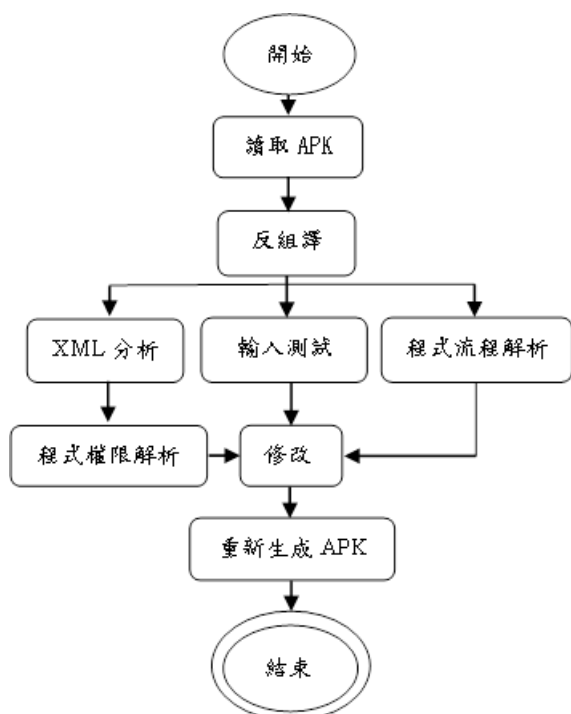 開始
讀取 APK
反組譯
XML 分析
輸入測試
程式流程解析
程式權限解析
修改
重新生成 APK
結束